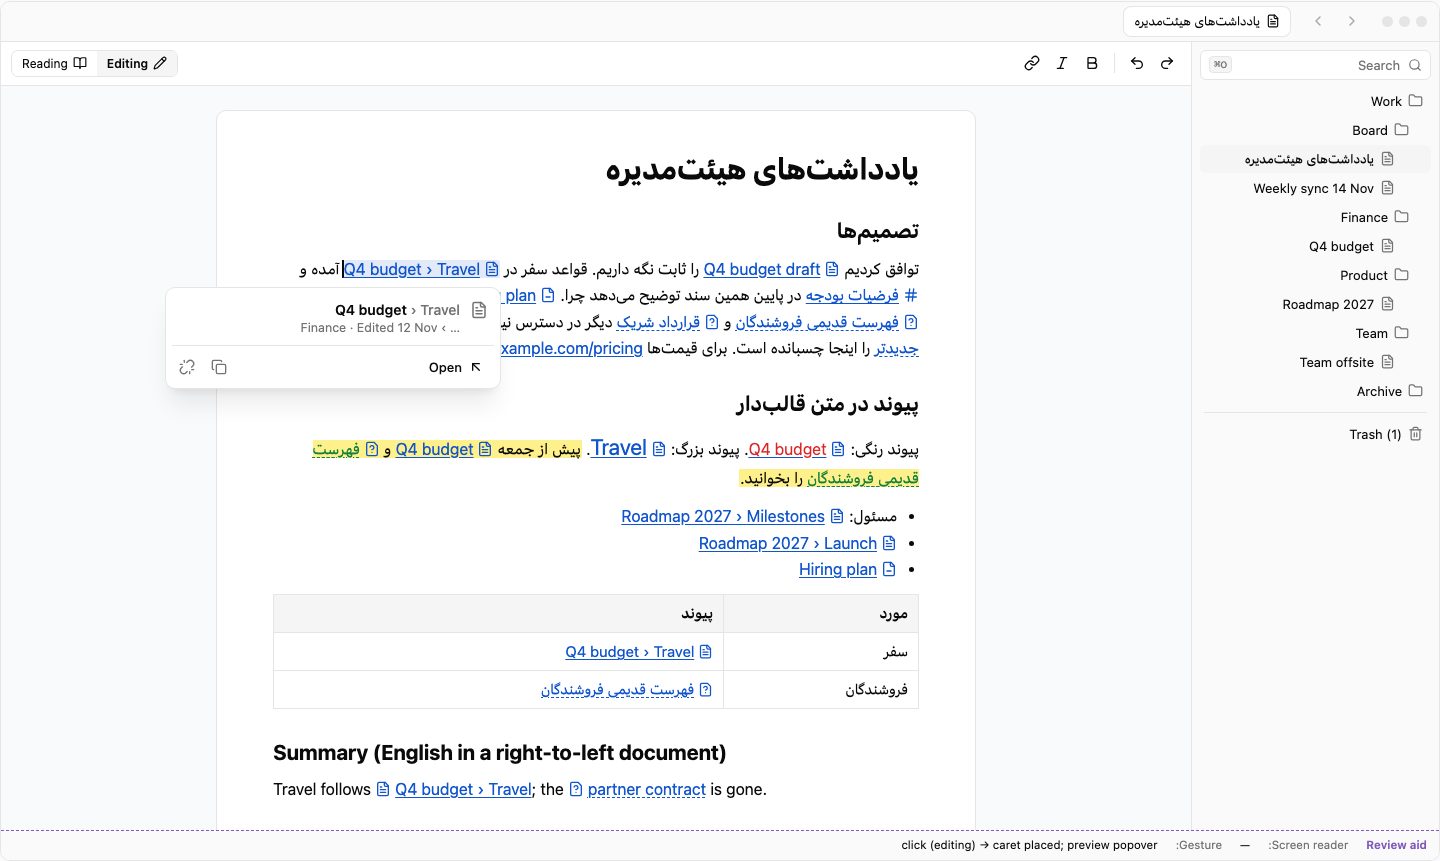 یادداشت‌های هیئت‌مدیره
Reading
Editing
B
⌘O
Search
Work
Board
یادداشت‌های هیئت‌مدیره
Weekly sync 14 Nov
Finance
Q4 budget
Product
Roadmap 2027
Team
Team offsite
Archive
Trash (1)
یادداشت‌های هیئت‌مدیره
تصمیم‌ها
توافق کردیم Q4 budget draft را ثابت نگه داریم. قواعد سفر در Q4 budget › Travel آمده و
# فرضیات بودجه در پایین همین سند توضیح می‌دهد چرا. plan
فهرست قدیمی فروشندگان و قرارداد شریک دیگر در دسترس
جدیدتر را اینجا چسبانده است. برای قیمت‌ها xample.com/pricing
Q4 budget › Travel
Finance · Edited 12 Nov › ...
Open
پیوند در متن قالب‌دار
پیوند رنگی: Q4 budget. پیوند بزرگ: Travel. پیش از جمعه Q4 budget و فهرست
قدیمی فروشندگان را بخوانید.
• مسئول: Roadmap 2027 › Milestones
• Roadmap 2027 › Launch
• Hiring plan
مورد پیوند
سفر Q4 budget › Travel
فروشندگان فهرست قدیمی فروشندگان
Summary (English in a right-to-left document)
Travel follows Q4 budget › Travel; the partner contract is gone.
Review aid
Screen reader: —
Gesture: click (editing) → caret placed; preview popover